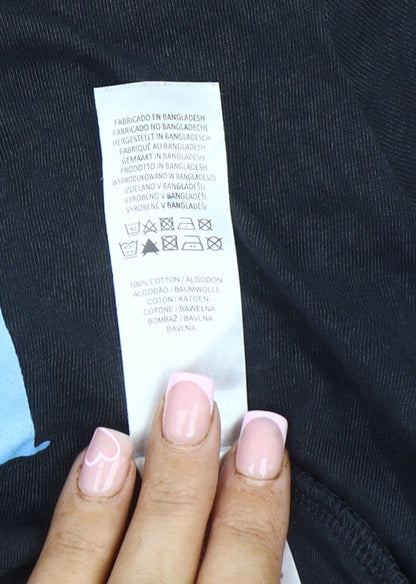 FABRICADO EN BANGLADESH
FABRICADO NO BANGLADECHE
HERGESTELLT IN BANGLADESCH
FABRIQUÉ AU BANGLADESH
GEMAAKT IN BANGLADESH
PRODOTTO IN BANGLADESH
WYPRODUKOWANO W BANGLADESZU
IZDELANO V BANGLADEŠU
VYROBENO V BANGLADÉŠI
VYROBENÉ V BANGLADÉŠI
100% COTTON / ALGODÓN
ALGODÃO / BAUMWOLLE
COTON / KATOEN
COTONE / BAWEŁNA
BOMBAŽ / BAVLNA
BAVLNA